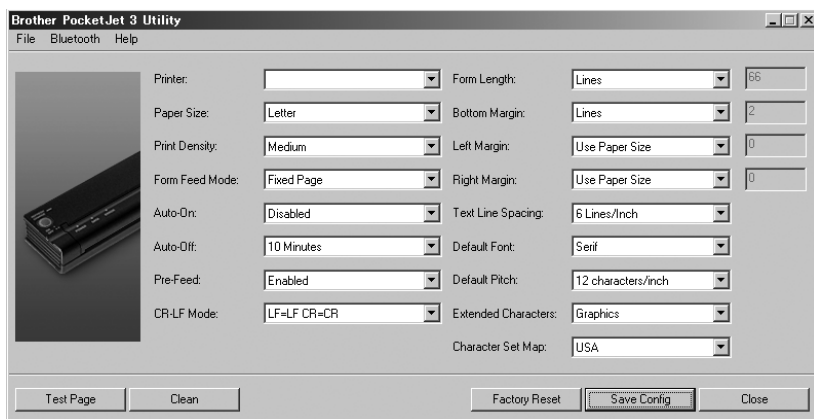 Brother PocketJet 3 Utility
File Bluetooth Help
Printer:
Paper Size: Letter
Print Density: Medium
Form Feed Mode: Fixed Page
Auto-On: Disabled
Auto-Off: 10 Minutes
Pre-Feed: Enabled
CR-LF Mode: LF=LF CR=CR
Form Length: Lines 66
Bottom Margin: Lines 2
Left Margin: Use Paper Size 0
Right Margin: Use Paper Size 0
Text Line Spacing: 6 Lines/Inch
Default Font: Serif
Default Pitch: 12 characters/inch
Extended Characters: Graphics
Character Set Map: USA
Test Page Clean Factory Reset Save Config Close